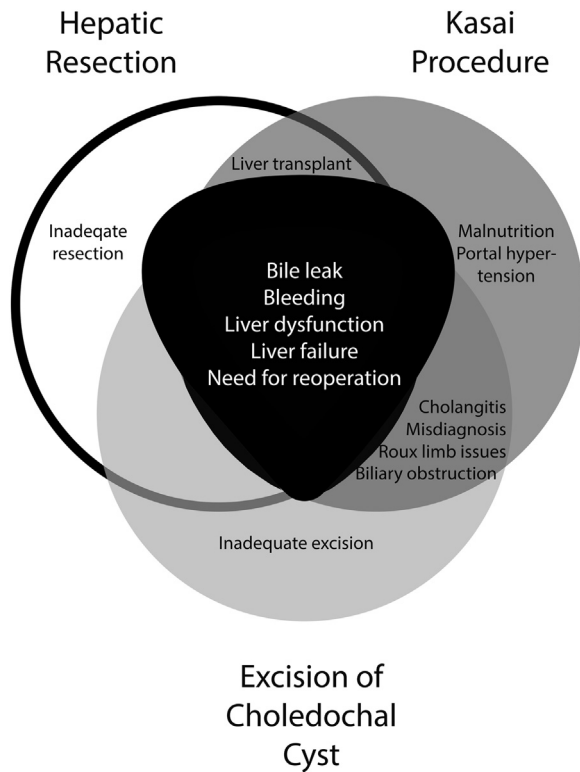 Hepatic
Resection
Kasai
Procedure
Liver transplant
Inadeqate
resection
Malnutrition
Portal hyper-
tension
Bile leak
Bleeding
Liver dysfunction
Liver failure
Need for reoperation
Cholangitis
Misdiagnosis
Roux limb issues
Biliary obstruction
Inadequate excision
Excision of
Choledochal
Cyst